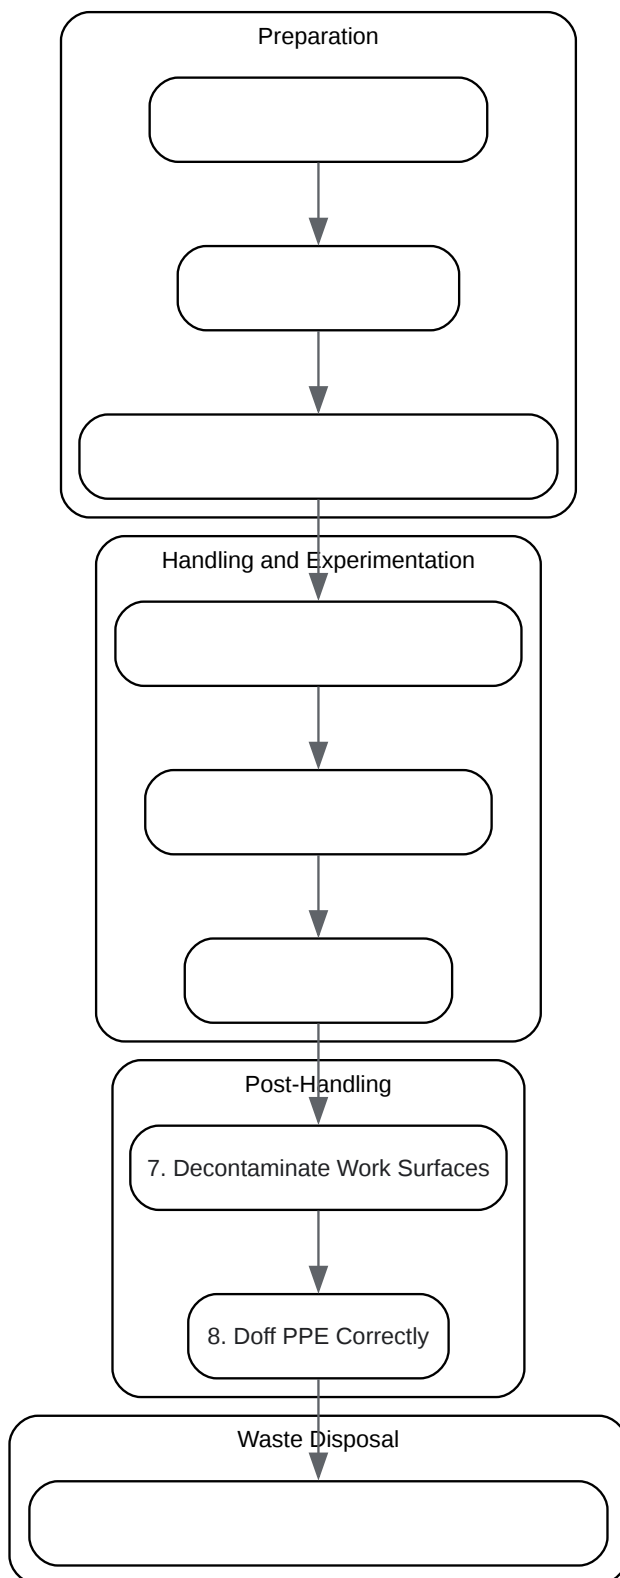 Preparation
Handling and Experimentation
Post-Handling
7. Decontaminate Work Surfaces
8. Doff PPE Correctly
Waste Disposal